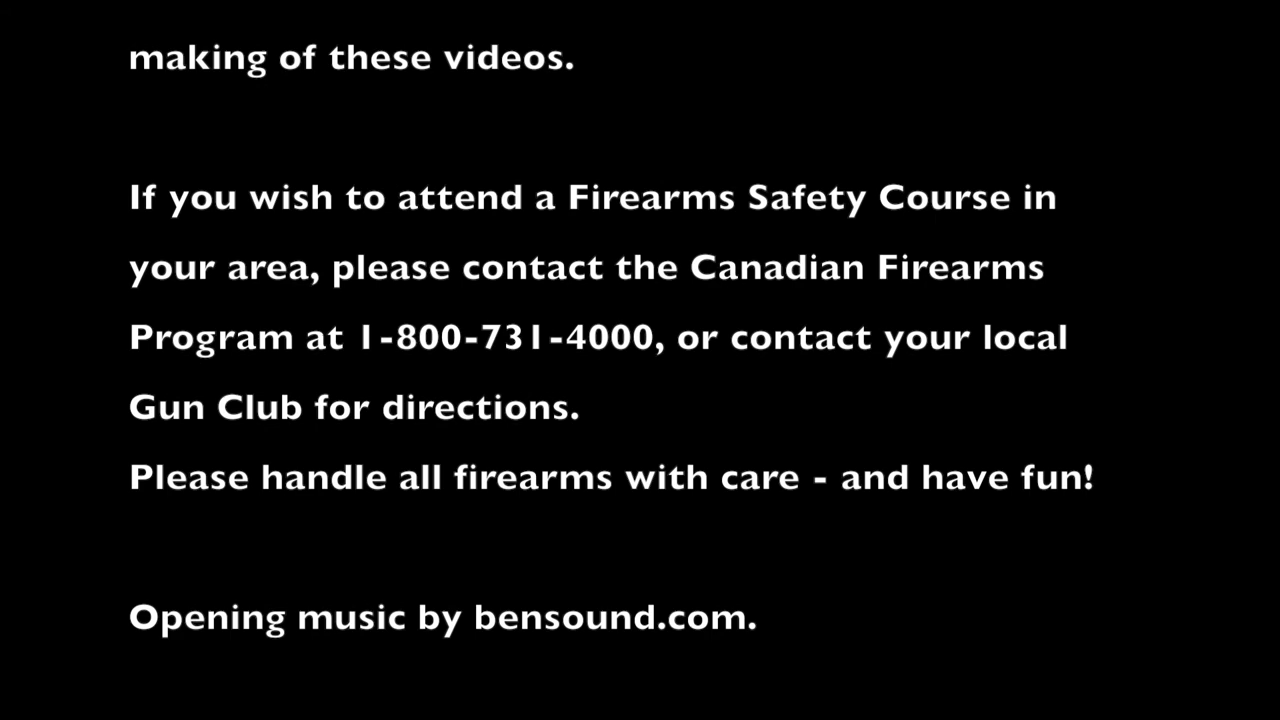 making of these videos.
If you wish to attend a Firearms Safety Course in
your area, please contact the Canadian Firearms
Program at 1-800-731-4000, or contact your local
Gun Club for directions.
Please handle all firearms with care - and have fun!
Opening music by bensound.com.